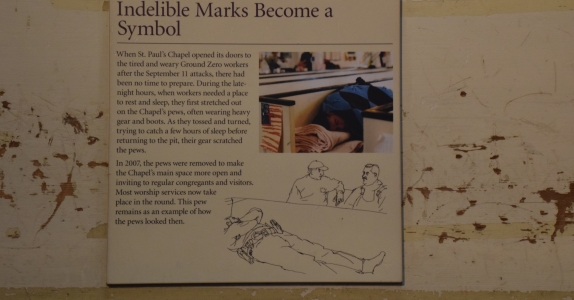 Indelible Marks Become a
Symbol
When St. Paul's Chapel opened its doors to
the tired and weary Ground Zero workers
after the September 11 attacks, there had
been no time to prepare. During the late-
night hours, when workers needed a place
to rest and sleep, they first stretched out
on the Chapel's pews, often wearing heavy
gear and boots. As they tossed and turned,
trying to catch a few hours of sleep before
returning to the pit, their gear scratched
the pews.
In 2007, the pews were removed to make
the Chapel's main space more open and
inviting to regular congregants and visitors.
Most worship services now take
place in the round. This pew
remains as an example of how
the pews looked then.